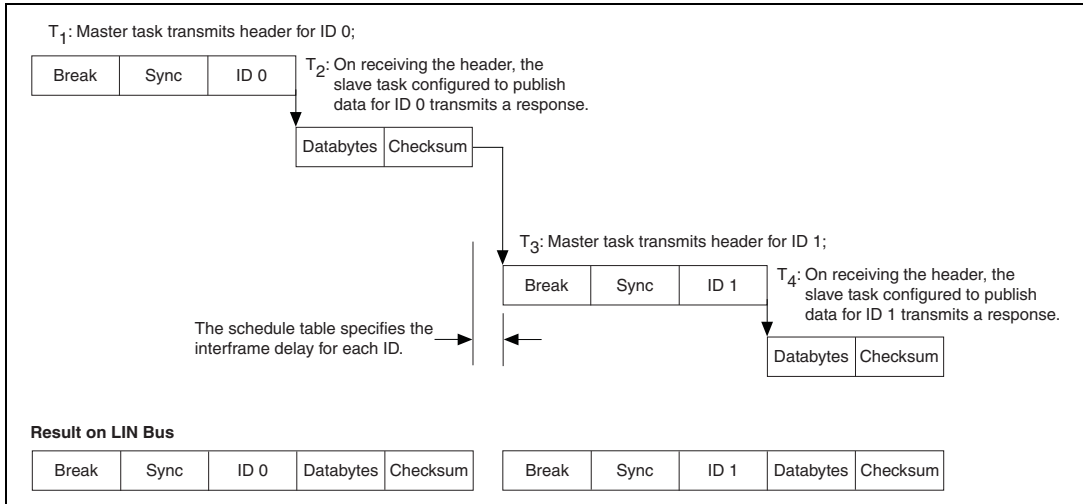 T1: Master task transmits header for ID 0;
Break Sync ID 0
T2: On receiving the header, the
slave task configured to publish
data for ID 0 transmits a response.
Databytes Checksum
T3: Master task transmits header for ID 1;
Break Sync ID 1
T4: On receiving the header, the
slave task configured to publish
data for ID 1 transmits a response.
The schedule table specifies the
interframe delay for each ID.
Databytes Checksum
Result on LIN Bus
Break Sync ID 0 Databytes Checksum Break Sync ID 1 Databytes Checksum